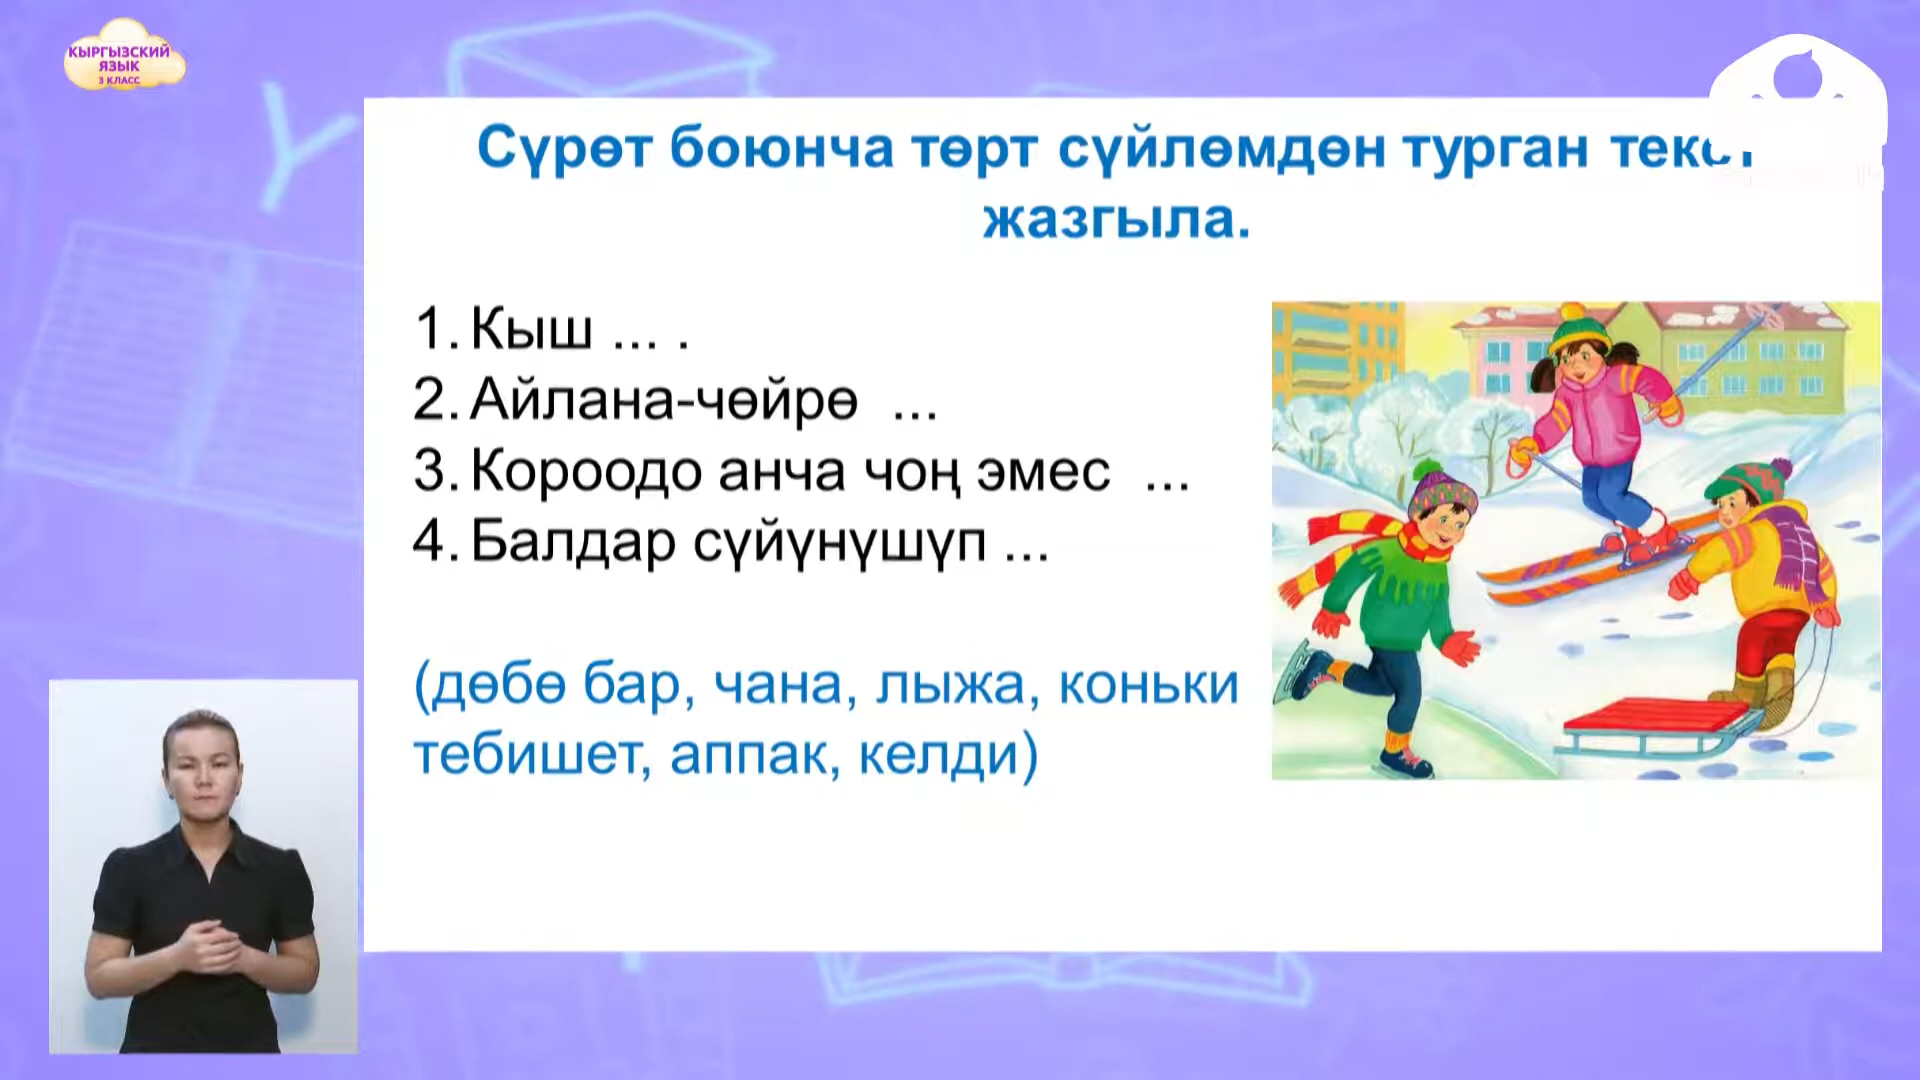 КЫРГЫЗСКИЙ
ЯЗЫК
3 КЛАСС
Сүрөт боюнча төрт сүйлөмдөн турган текст
жазгыла.
1. Кыш ... .
2. Айлана-чөйрө ...
3. Короодо анча чоң эмес ...
4. Балдар сүйүнүшүп ...
(дөбө бар, чана, лыжа, коньки
тебишет, аппак, келди)